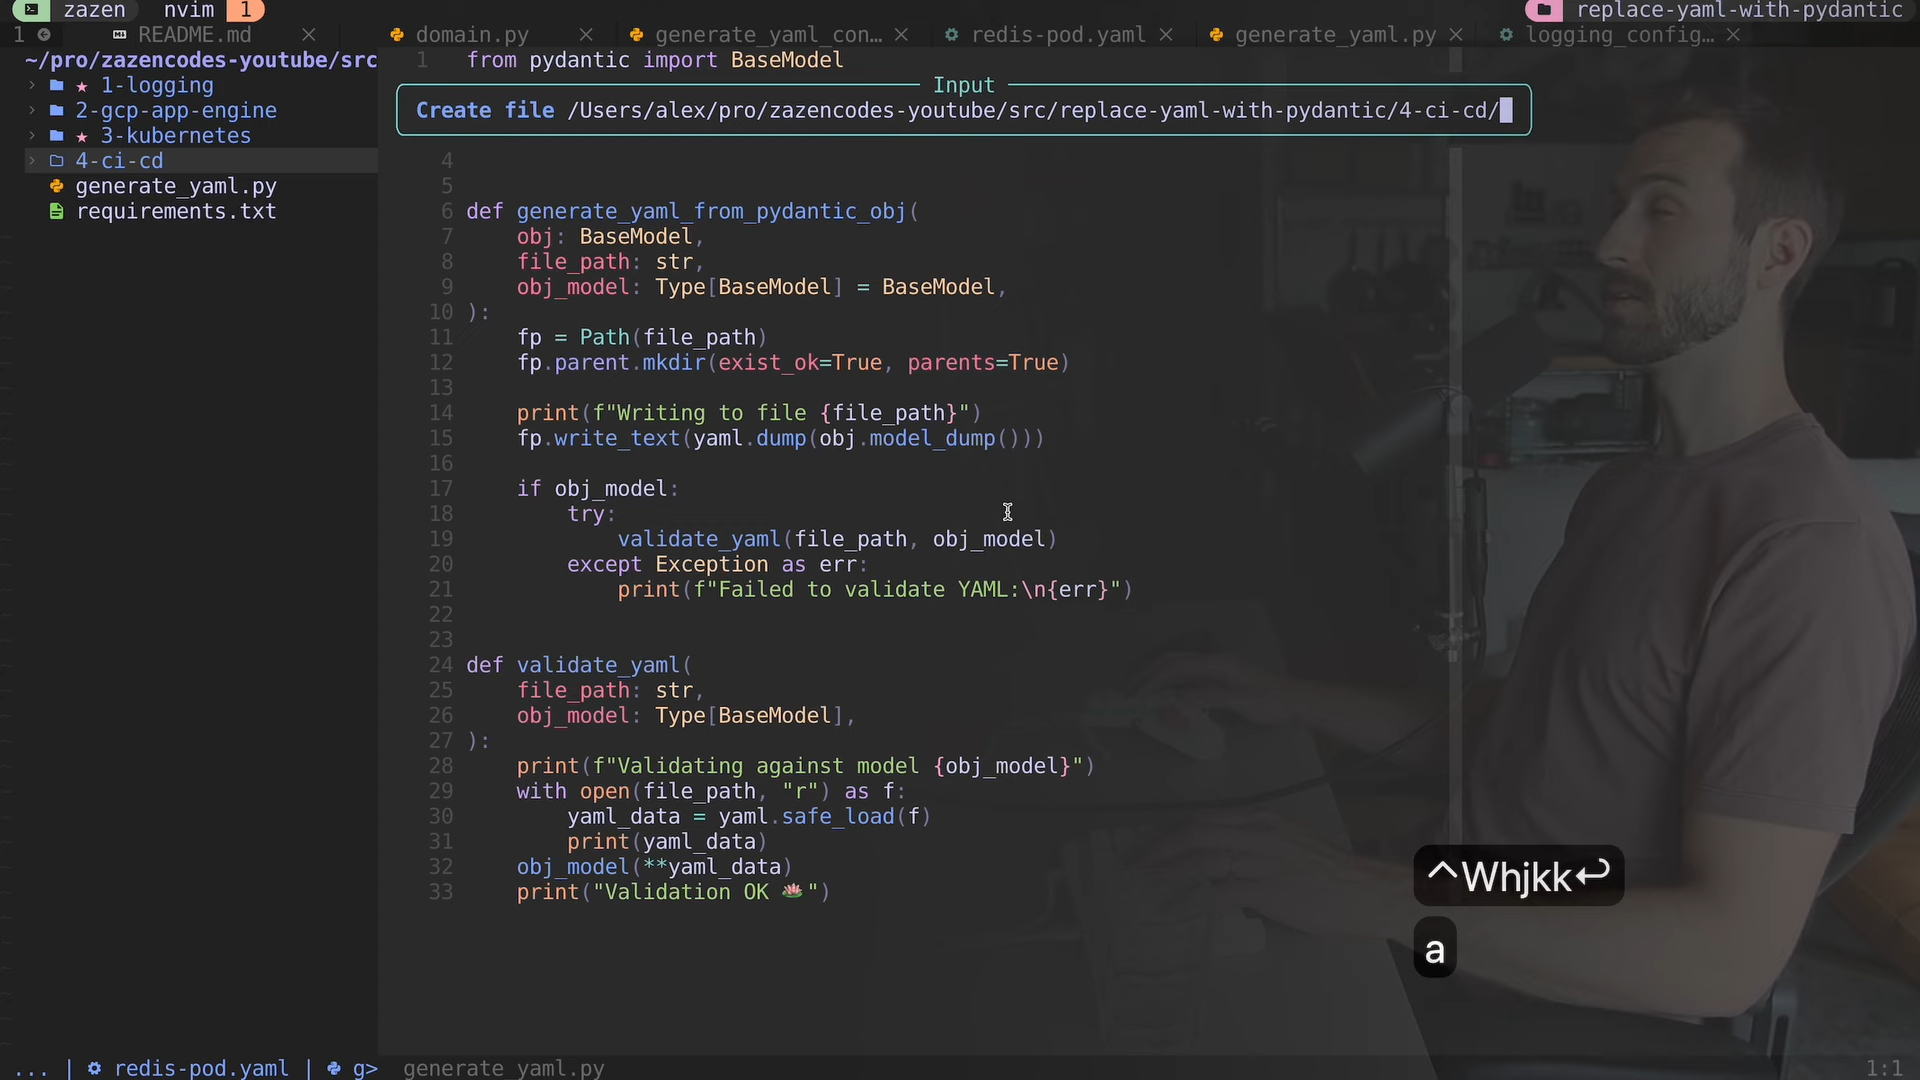 zazen nvim 1
replace-yaml-with-pydantic
1 README.md domain.py generate_yaml_con… redis-pod.yaml generate_yaml.py logging_config…
~/pro/zazencodes-youtube/src
1-logging
2-gcp-app-engine
3-kubernetes
4-ci-cd
generate_yaml.py
requirements.txt
1 from pydantic import BaseModel
Input
Create file /Users/alex/pro/zazencodes-youtube/src/replace-yaml-with-pydantic/4-ci-cd/
4
5
6 def generate_yaml_from_pydantic_obj(
7 obj: BaseModel,
8 file_path: str,
9 obj_model: Type[BaseModel] = BaseModel,
10 ):
11 fp = Path(file_path)
12 fp.parent.mkdir(exist_ok=True, parents=True)
13
14 print(f"Writing to file {file_path}")
15 fp.write_text(yaml.dump(obj.model_dump()))
16
17 if obj_model:
18 try:
19 validate_yaml(file_path, obj_model)
20 except Exception as err:
21 print(f"Failed to validate YAML:\n{err}")
22
23
24 def validate_yaml(
25 file_path: str,
26 obj_model: Type[BaseModel],
27 ):
28 print(f"Validating against model {obj_model}")
29 with open(file_path, "r") as f:
30 yaml_data = yaml.safe_load(f)
31 print(yaml_data)
32 obj_model(**yaml_data)
33 print("Validation OK 🪷")
^Whjkk↩
a
... | redis-pod.yaml | g> generate_yaml.py 1:1